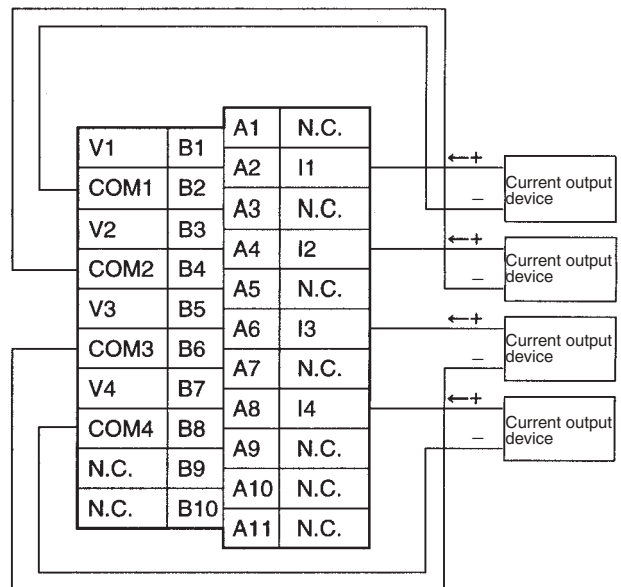 V1 B1
COM1 B2
V2 B3
COM2 B4
V3 B5
COM3 B6
V4 B7
COM4 B8
N.C. B9
N.C. B10
A1 N.C.
A2 I1
A3 N.C.
A4 I2
A5 N.C.
A6 I3
A7 N.C.
A8 I4
A9 N.C.
A10 N.C.
A11 N.C.
←+
–
Current output
device
←+
–
Current output
device
←+
–
Current output
device
←+
–
Current output
device